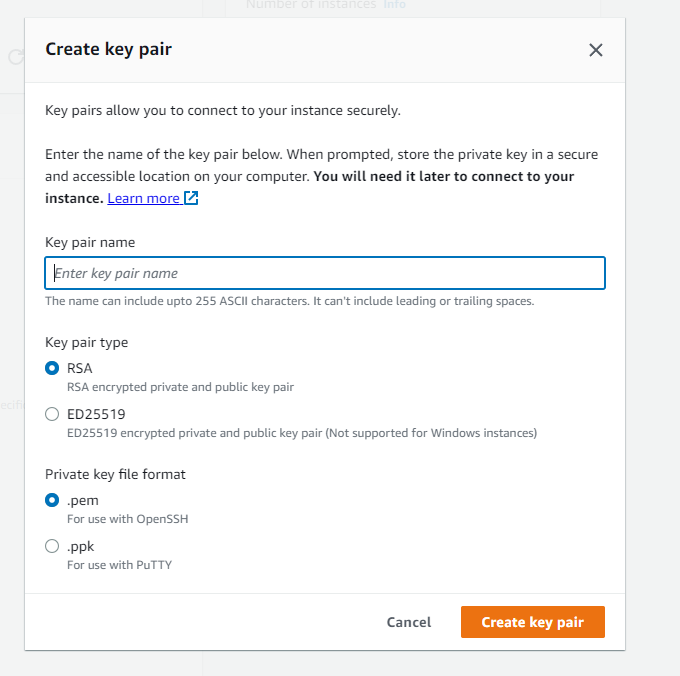 Number of instances Info
Create key pair
Key pairs allow you to connect to your instance securely.
Enter the name of the key pair below. When prompted, store the private key in a secure
and accessible location on your computer. You will need it later to connect to your
instance. Learn more
Key pair name
Enter key pair name
The name can include upto 255 ASCII characters. It can't include leading or trailing spaces.
Key pair type
RSA
RSA encrypted private and public key pair
ED25519
ED25519 encrypted private and public key pair (Not supported for Windows instances)
Private key file format
.pem
For use with OpenSSH
.ppk
For use with PuTTY
Cancel
Create key pair